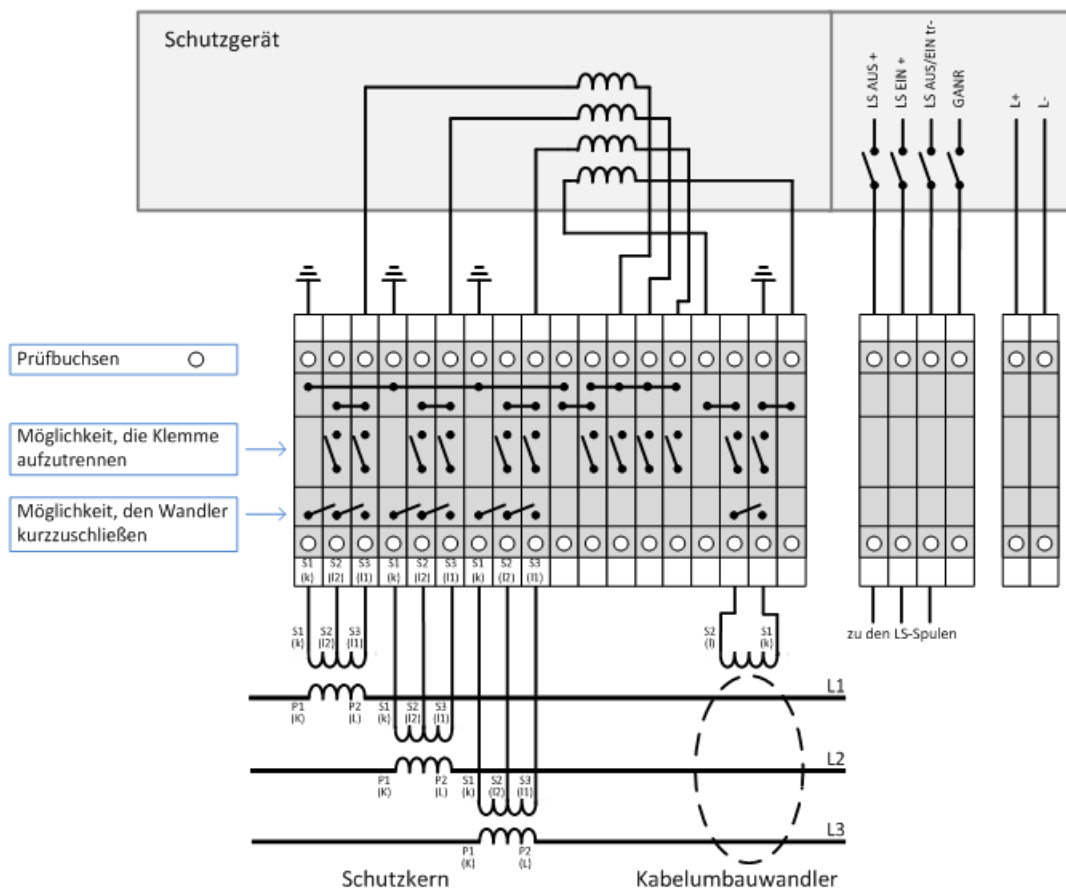 Schutzgerät
LS AUS +
LS EIN +
LS AUS/EIN tr-
GANR
L+
L-
Prüfbuchsen
Möglichkeit, die Klemme
aufzutrennen
Möglichkeit, den Wandler
kurzzuschließen
S1 S2 S3 S1 S2 S3 S1 S2 S3
(k) (l2) (l1) (k) (l2) (l1) (k) (l2) (l1)
zu den LS-Spulen
S1 S2 S3
(k) (l2) (l1)
S2 S1
(l) (k)
L1
P1 P2
(K) (L)
S1 S2 S3
(k) (l2) (l1)
L2
P1 P2
(K) (L)
S1 S2 S3
(k) (l2) (l1)
L3
P1 P2
(K) (L)
Schutzkern
Kabelumbauwandler